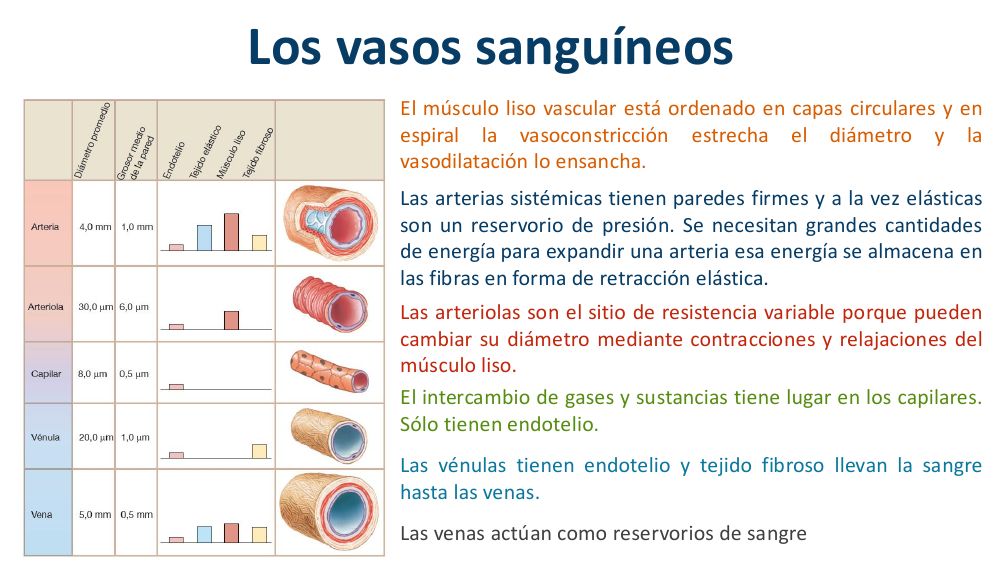 Los vasos sanguíneos
Diámetro promedio
Grosor medio
de la pared
Endotelio
Tejido elástico
Músculo liso
Tejido fibroso
Arteria 4,0 mm 1,0 mm
Arteriola 30,0 µm 6,0 µm
Capilar 8,0 µm 0,5 µm
Vénula 20,0 µm 1,0 µm
Vena 5,0 mm 0,5 mm
El músculo liso vascular está ordenado en capas circulares y en
espiral la vasoconstricción estrecha el diámetro y la
vasodilatación lo ensancha.
Las arterias sistémicas tienen paredes firmes y a la vez elásticas
son un reservorio de presión. Se necesitan grandes cantidades
de energía para expandir una arteria esa energía se almacena en
las fibras en forma de retracción elástica.
Las arteriolas son el sitio de resistencia variable porque pueden
cambiar su diámetro mediante contracciones y relajaciones del
músculo liso.
El intercambio de gases y sustancias tiene lugar en los capilares.
Sólo tienen endotelio.
Las vénulas tienen endotelio y tejido fibroso llevan la sangre
hasta las venas.
Las venas actúan como reservorios de sangre